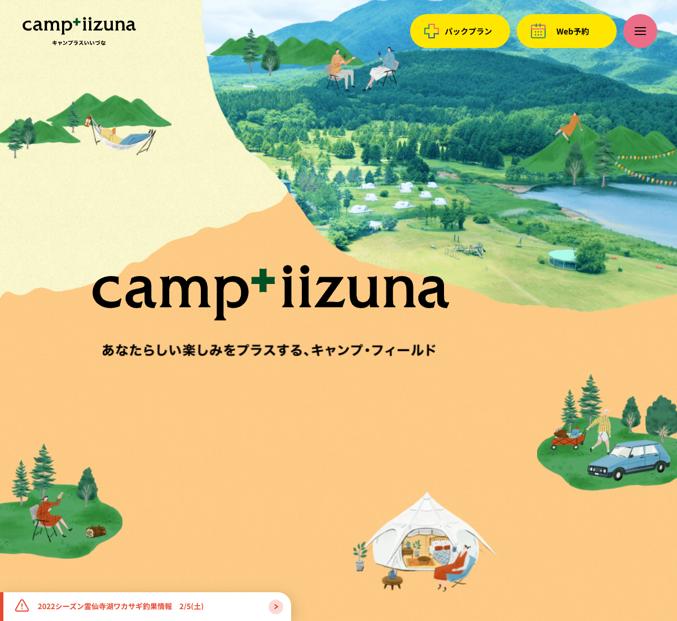 camp+iizuna
キャンプラスいいづな
パックプラン
Web予約
camp+iizuna
あなたらしい楽しみをプラスする、キャンプ・フィールド
2022シーズン霊仙寺湖ワカサギ釣果情報　2/5(土)